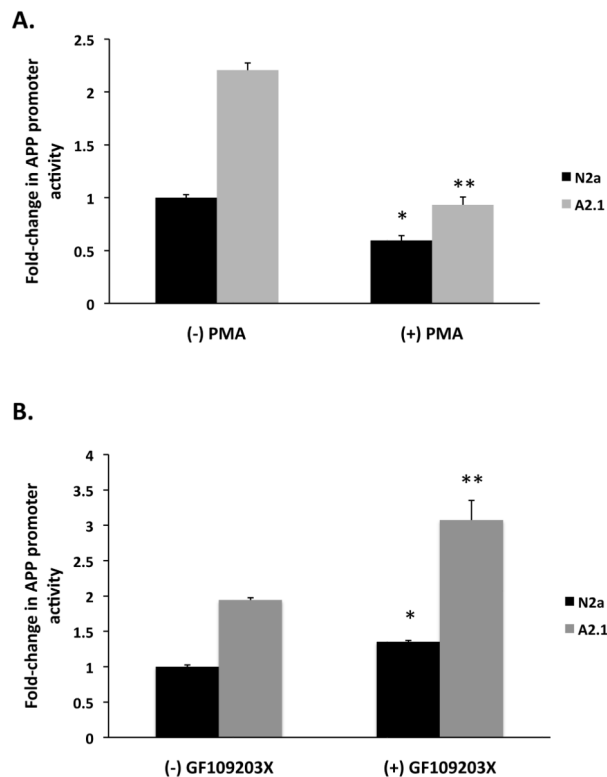 A.
Fold-change in APP promoter
activity
2.5
2
1.5
1
0.5
0
*
**
(-) PMA
(+) PMA
N2a
A2.1
B.
Fold-change in APP promoter
activity
4
3.5
3
2.5
2
1.5
1
0.5
0
*
**
(-) GF109203X
(+) GF109203X
N2a
A2.1